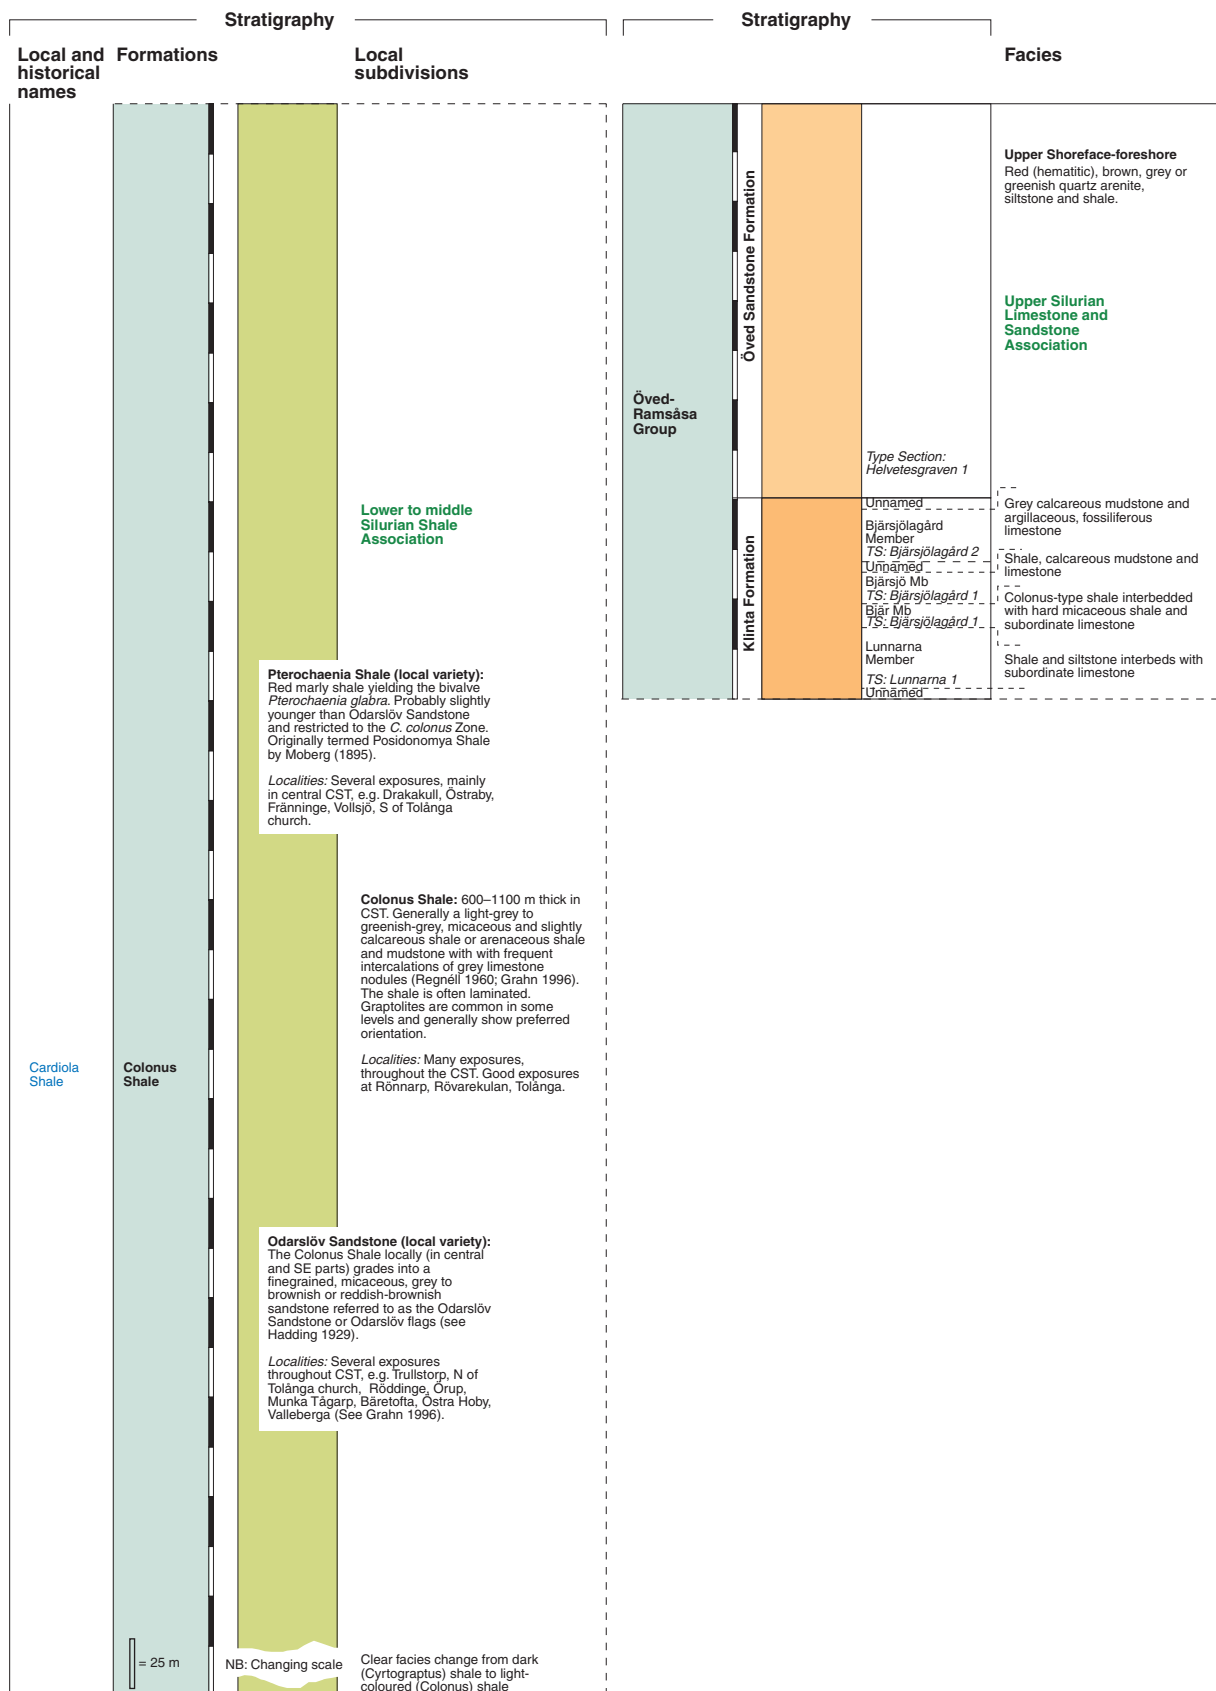 Stratigraphy
Local and
historical
names
Formations
Local
subdivisions
Lower to middle
Silurian Shale
Association
Pterochaenia Shale (local variety):
Red marly shale yielding the bivalve
Pterochaenia glabra. Probably slightly
younger than Odarslöv Sandstone
and restricted to the C. colonus Zone.
Originally termed Posidonomya Shale
by Moberg (1895).
Localities: Several exposures, mainly
in central CST, e.g. Drakakull, Östraby,
Fränninge, Vollsjö, S of Tolånga
church.
Colonus Shale: 600–1100 m thick in
CST. Generally a light-grey to
greenish-grey, micaceous and slightly
calcareous shale or arenaceous shale
and mudstone with with frequent
intercalations of grey limestone
nodules (Regnéll 1960; Grahn 1996).
The shale is often laminated.
Graptolites are common in some
levels and generally show preferred
orientation.
Localities: Many exposures,
throughout the CST. Good exposures
at Rönnarp, Rövarekulan, Tolånga.
Cardiola
Shale
Colonus
Shale
Odarslöv Sandstone (local variety):
The Colonus Shale locally (in central
and SE parts) grades into a
finegrained, micaceous, grey to
brownish or reddish-brownish
sandstone referred to as the Odarslöv
Sandstone or Odarslöv flags (see
Hadding 1929).
Localities: Several exposures
throughout CST, e.g. Trullstorp, N of
Tolånga church, Röddinge, Örup,
Munka Tågarp, Bäretofta, Östra Hoby,
Valleberga (See Grahn 1996).
= 25 m
NB: Changing scale
Clear facies change from dark
(Cyrtograptus) shale to light-
coloured (Colonus) shale
Stratigraphy
Facies
Öved-
Ramsåsa
Group
Öved Sandstone Formation
Klinta Formation
Type Section:
Helvetesgraven 1
Unnamed
Bjärsjölagård
Member
TS: Bjärsjölagård 2
Unnamed
Bjärsjö Mb
TS: Bjärsjölagård 1
Bjär Mb
TS: Bjärsjölagård 1
Lunnarna
Member
TS: Lunnarna 1
Unnamed
Upper Shoreface-foreshore
Red (hematitic), brown, grey or
greenish quartz arenite,
siltstone and shale.
Upper Silurian
Limestone and
Sandstone
Association
Grey calcareous mudstone and
argillaceous, fossiliferous
limestone
Shale, calcareous mudstone and
limestone
Colonus-type shale interbedded
with hard micaceous shale and
subordinate limestone
Shale and siltstone interbeds with
subordinate limestone